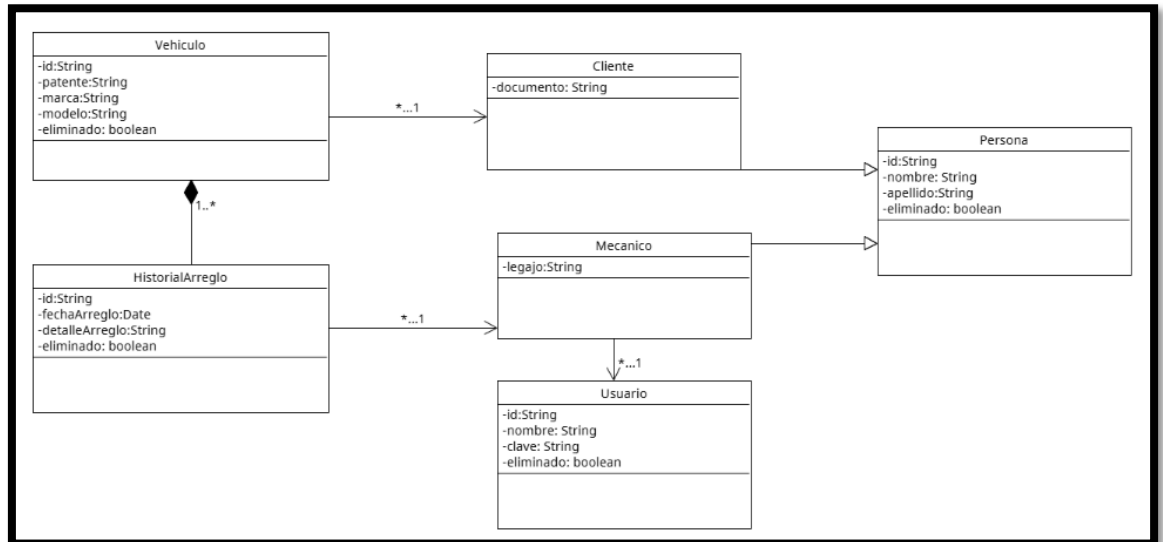 Vehiculo
-id:String
-patente:String
-marca:String
-modelo:String
-eliminado: boolean
*...1
Cliente
-documento: String
Persona
-id:String
-nombre: String
-apellido:String
-eliminado: boolean
1..*
HistorialArreglo
-id:String
-fechaArreglo:Date
-detalleArreglo:String
-eliminado: boolean
*...1
Mecanico
-legajo:String
*...1
Usuario
-id:String
-nombre: String
-clave: String
-eliminado: boolean